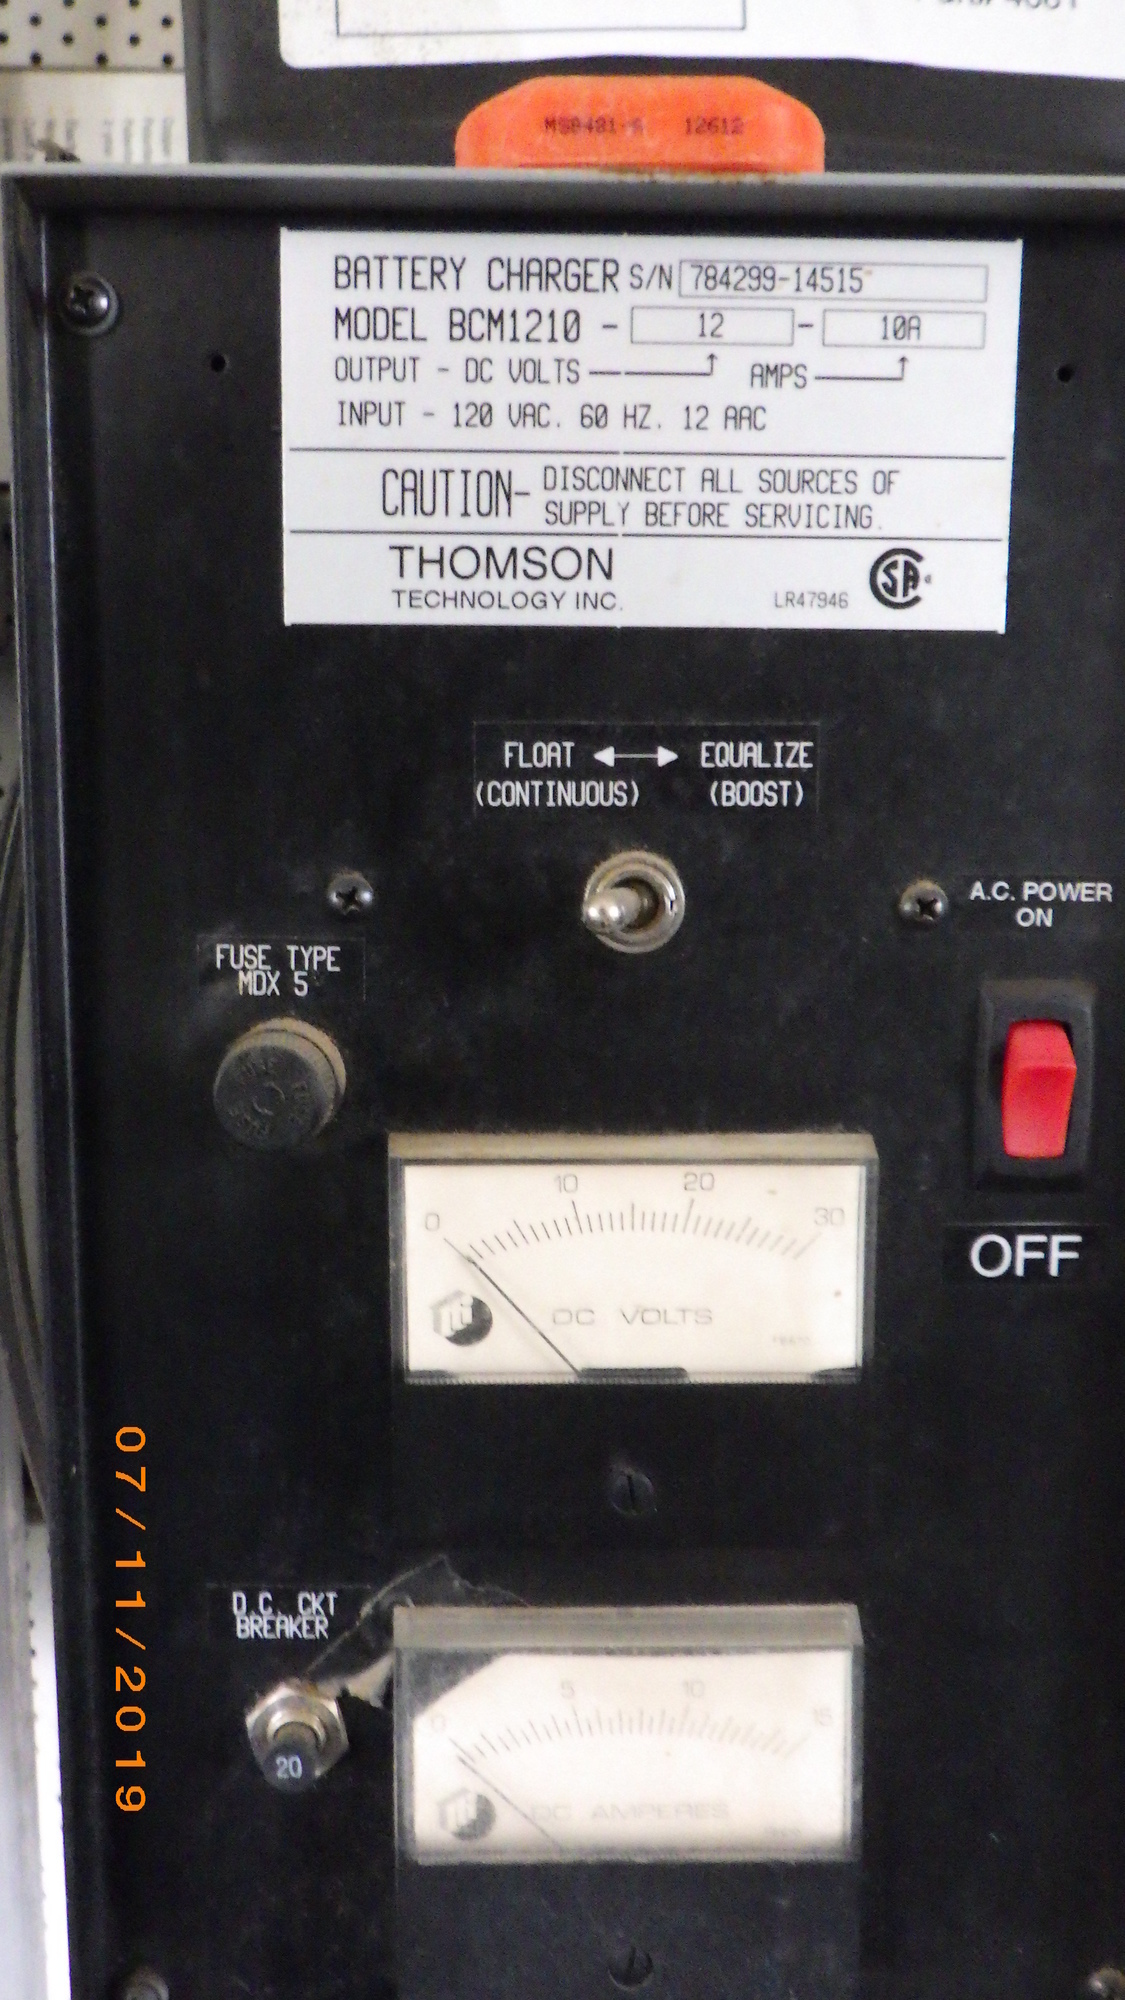 MS8491-A 12612
BATTERY CHARGER S/N 784299-14515
MODEL BCM1210 - 12 - 10A
OUTPUT - DC VOLTS AMPS
INPUT - 120 VAC. 60 HZ. 12 AAC
CAUTION- DISCONNECT ALL SOURCES OF
SUPPLY BEFORE SERVICING.
THOMSON
TECHNOLOGY INC.
LR47946
FLOAT EQUALIZE
(CONTINUOUS) (BOOST)
A.C. POWER
ON
FUSE TYPE
MDX 5
OFF
0 10 20 30
DC VOLTS
D.C. CKT
BREAKER
20
0 5 10 15
DC AMPERES
07/11/2019